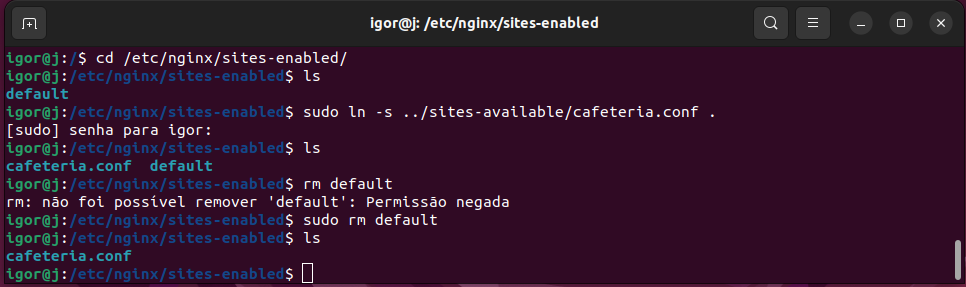 igor@j: /etc/nginx/sites-enabled
igor@j:/$ cd /etc/nginx/sites-enabled/
igor@j:/etc/nginx/sites-enabled$ ls
default
igor@j:/etc/nginx/sites-enabled$ sudo ln -s ../sites-available/cafeteria.conf .
[sudo] senha para igor:
igor@j:/etc/nginx/sites-enabled$ ls
cafeteria.conf  default
igor@j:/etc/nginx/sites-enabled$ rm default
rm: não foi possível remover 'default': Permissão negada
igor@j:/etc/nginx/sites-enabled$ sudo rm default
igor@j:/etc/nginx/sites-enabled$ ls
cafeteria.conf
igor@j:/etc/nginx/sites-enabled$